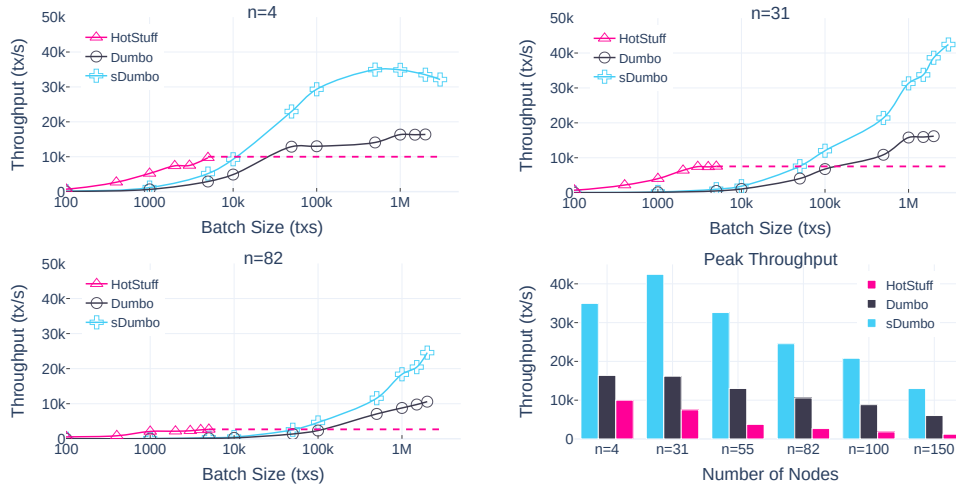 n=4
50k
40k
30k
20k
10k
0
HotStuff
Dumbo
sDumbo
Throughput (tx/s)
100
1000
10k
100k
1M
Batch Size (txs)
n=31
50k
40k
30k
20k
10k
0
HotStuff
Dumbo
sDumbo
Throughput (tx/s)
100
1000
10k
100k
1M
Batch Size (txs)
n=82
50k
40k
30k
20k
10k
0
HotStuff
Dumbo
sDumbo
Throughput (tx/s)
100
1000
10k
100k
1M
Batch Size (txs)
Peak Throughput
40k
30k
20k
10k
0
HotStuff
Dumbo
sDumbo
Throughput (tx/s)
n=4
n=31
n=55
n=82
n=100
n=150
Number of Nodes